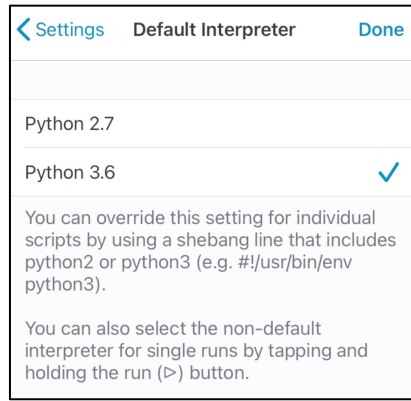 Settings Default Interpreter Done
Python 2.7
Python 3.6
You can override this setting for individual
scripts by using a shebang line that includes
python2 or python3 (e.g. #!/usr/bin/env
python3).
You can also select the non-default
interpreter for single runs by tapping and
holding the run (▷) button.